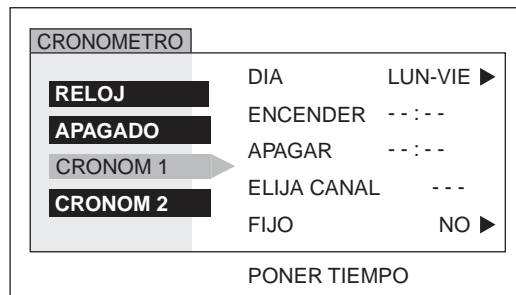 CRONOMETRO
RELOJ
APAGADO
CRONOM 1
CRONOM 2
DIA LUN-VIE ▶
ENCENDER - - : - -
APAGAR - - : - -
ELIJA CANAL - - -
FIJO NO ▶
PONER TIEMPO